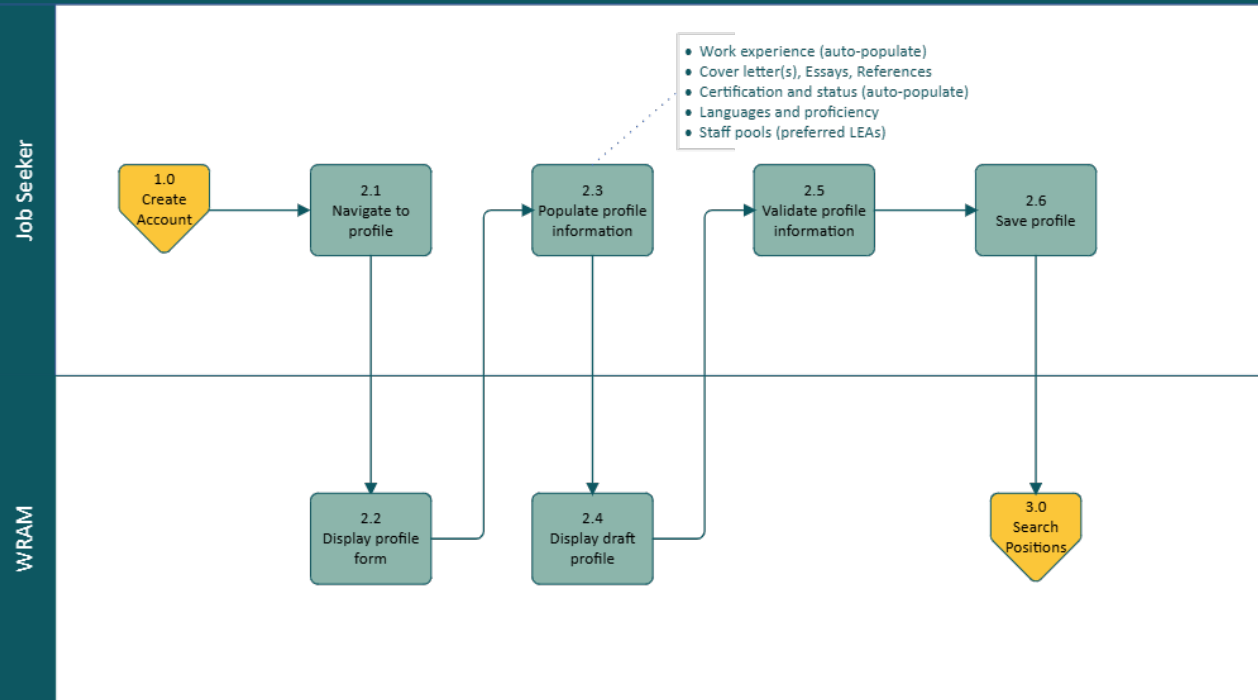 Job Seeker
• Work experience (auto-populate)
• Cover letter(s), Essays, References
• Certification and status (auto-populate)
• Languages and proficiency
• Staff pools (preferred LEAs)
1.0
Create
Account
2.1
Navigate to
profile
2.3
Populate profile
information
2.5
Validate profile
information
2.6
Save profile
WRAM
2.2
Display profile
form
2.4
Display draft
profile
3.0
Search
Positions